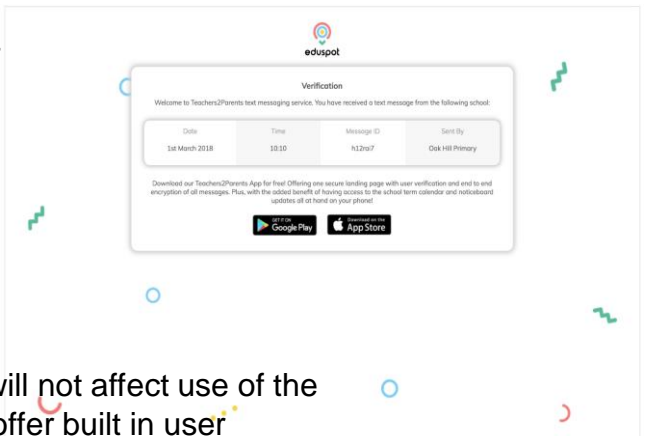 eduspot
Verification
Welcome to Teachers2Parents text messaging service. You have received a text message from the following school:
Date Time Message ID Sent By
1st March 2018 10:10 h12roi7 Oak Hill Primary
Download our Teachers2Parents App for free! Offering one secure landing page with user verification and end to end
encryption of all messages. Plus, with the added benefit of having access to the school term calendar and noticeboard
updates all at hand on your phone!
GET IT ON
Google Play
Download on the
App Store
will not affect use of the
offer built in user